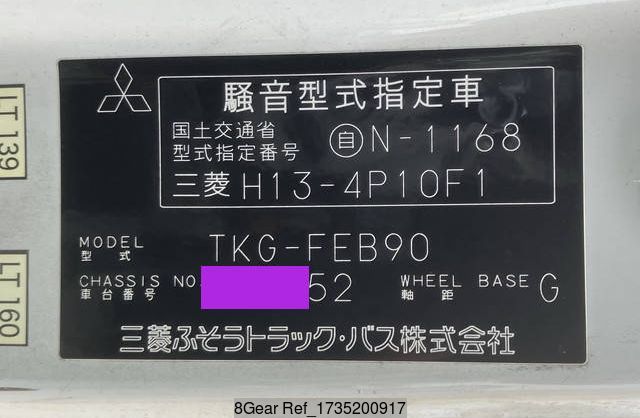 騒音型式指定車
国土交通省
型式指定番号 自N-1168
三菱 H13-4P10F1
MODEL
型式 TKG-FEB90
CHASSIS NO.
車台番号 52
WHEEL BASE
軸距 G
三菱ふそうトラック・バス株式会社
LT 139
LT 160
8Gear Ref_1735200917